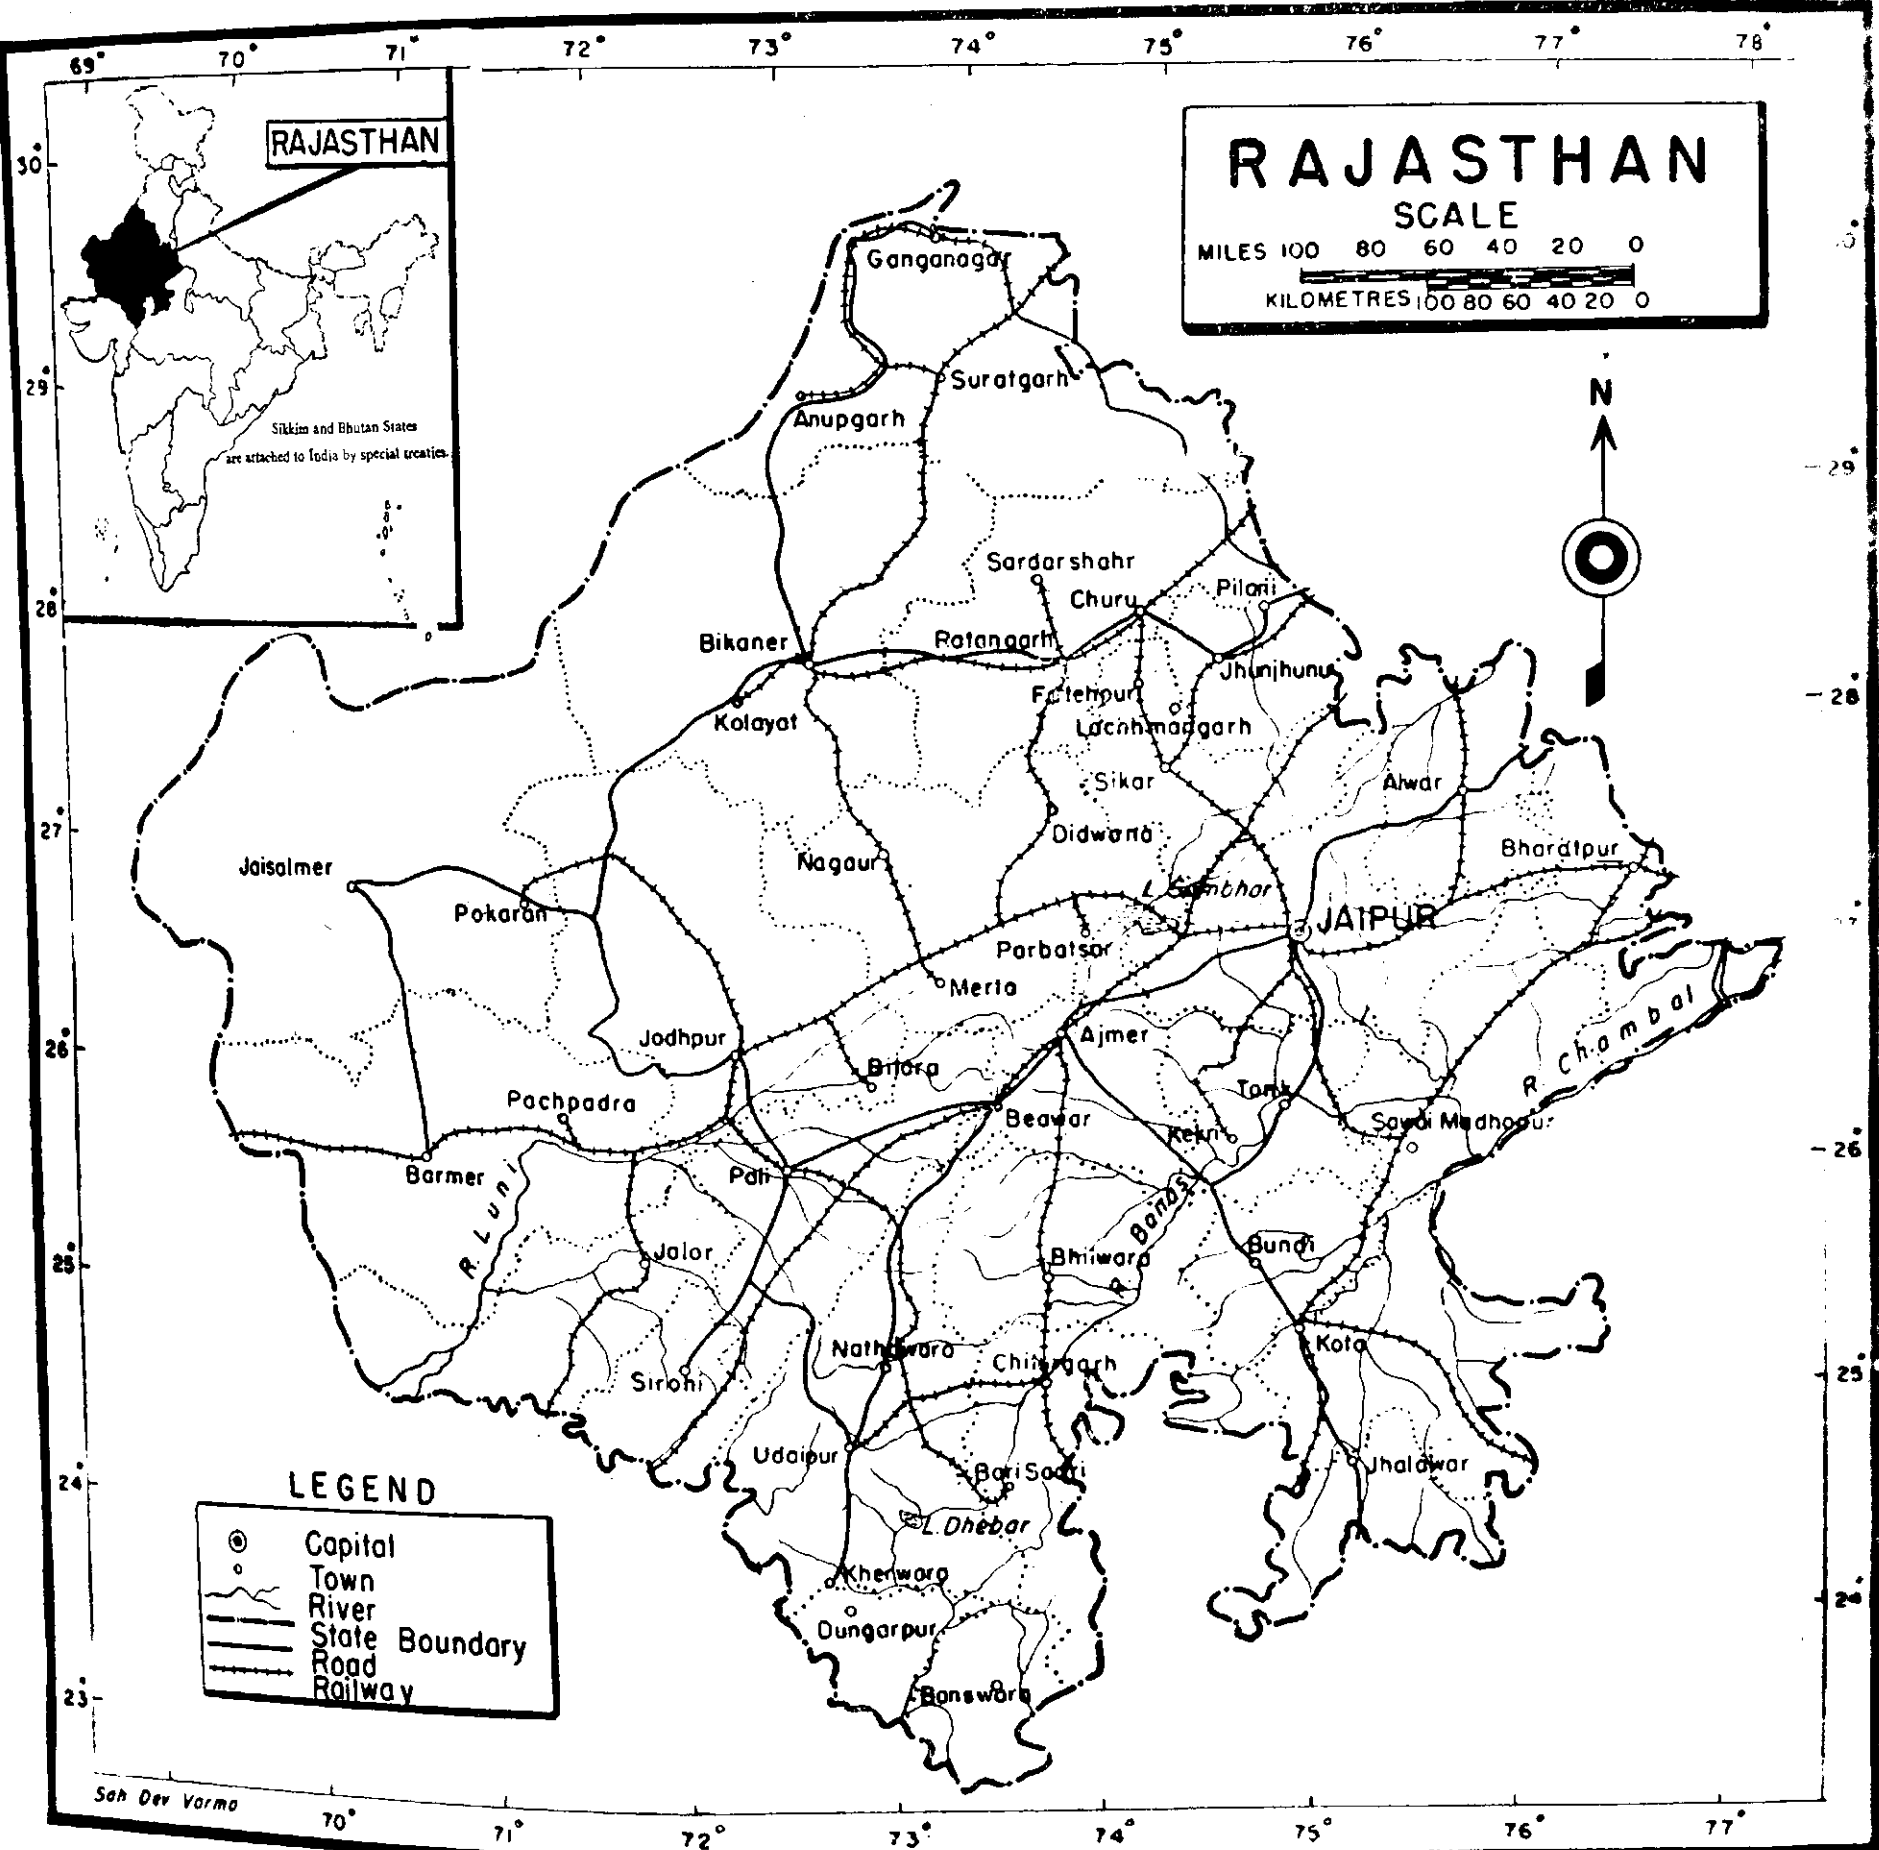 69° 70° 71° 72° 73° 74° 75° 76° 77° 78°
RAJASTHAN
30°
29°
28°
27°
26°
25°
24°
23°
Sikkim and Bhutan States
are attached to India by special treaties.
RAJASTHAN
SCALE
MILES 100 80 60 40 20 0
KILOMETRES 100 80 60 40 20 0
N
29°
28°
26°
25°
24°
Ganganagar
Suratgarh
Anupgarh
Sardarshahr
Churu
Pilani
Bikaner
Ratangarh
Jhunjhunu
Fatehpur
Kolayat
Lachhmangarh
Sikar
Alwar
Didwana
Bharatpur
Jaisalmer
Nagaur
L. Sambhar
Pokaran
JAIPUR
Parbatsar
Merta
R. Chambal
Jodhpur
Ajmer
Bilara
Tonk
Pachpadra
Beawar
Sawai Madhopur
Kekri
Barmer
Pali
R. Luni
R. Banas
Jalor
Bhilwara
Bundi
Nathdwara
Kota
Chittorgarh
Sirohi
Udaipur
Bari Sadri
Jhalawar
L. Dhebar
Kherwara
Dungarpur
Banswara
LEGEND
Capital
Town
River
State Boundary
Road
Railway
Sah Dev Varma
70° 71° 72° 73° 74° 75° 76° 77°